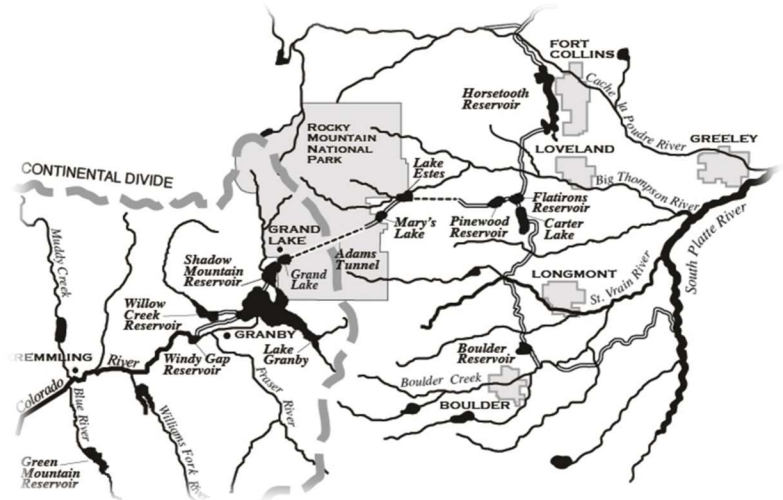 FORT
COLLINS
Horsetooth
Reservoir
Cache la Poudre River
ROCKY
MOUNTAIN
NATIONAL
PARK
LOVELAND
GREELEY
Lake
Estes
CONTINENTAL DIVIDE
Big Thompson River
Flatirons
Reservoir
Mary's
Lake
Pinewood
Reservoir
Carter
Lake
South Platte River
GRAND
LAKE
Adams
Tunnel
Muddy Creek
Shadow
Mountain
Reservoir
Grand
Lake
LONGMONT
St. Vrain River
Willow
Creek
Reservoir
GRANBY
Lake
Granby
Windy Gap
Reservoir
REMMLING
River
Colorado
Boulder
Reservoir
Boulder Creek
BOULDER
Fraser River
Blue River
Williams Fork Riv
Green
Mountain
Reservoir